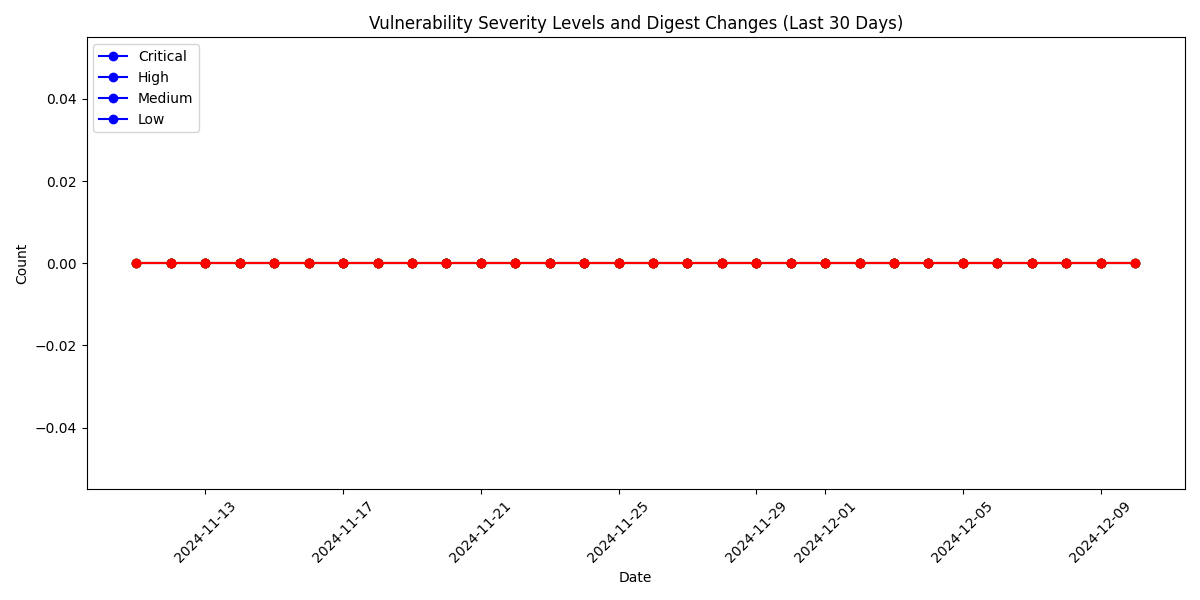 Vulnerability Severity Levels and Digest Changes (Last 30 Days)
Critical
High
Medium
Low
0.04
0.02
0.00
−0.02
−0.04
Count
2024-11-13
2024-11-17
2024-11-21
2024-11-25
2024-11-29
2024-12-01
2024-12-05
2024-12-09
Date